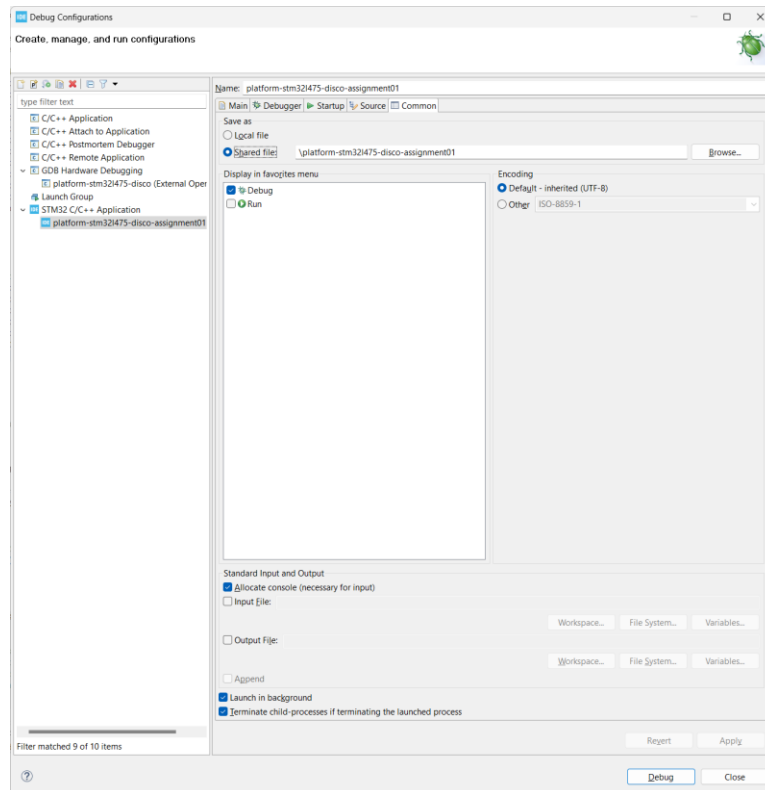 IDE Debug Configurations
Create, manage, and run configurations
type filter text
C/C++ Application
C/C++ Attach to Application
C/C++ Postmortem Debugger
C/C++ Remote Application
GDB Hardware Debugging
platform-stm32l475-disco (External Oper
Launch Group
STM32 C/C++ Application
platform-stm32l475-disco-assignment01
Filter matched 9 of 10 items
Name: platform-stm32l475-disco-assignment01
Main Debugger Startup Source Common
Save as
Local file
Shared file: \platform-stm32l475-disco-assignment01 Browse...
Display in favorites menu
Debug
Run
Encoding
Default - inherited (UTF-8)
Other ISO-8859-1
Standard Input and Output
Allocate console (necessary for input)
Input File:
Workspace... File System... Variables...
Output File:
Workspace... File System... Variables...
Append
Launch in background
Terminate child-processes if terminating the launched process
Revert Apply
? Debug Close